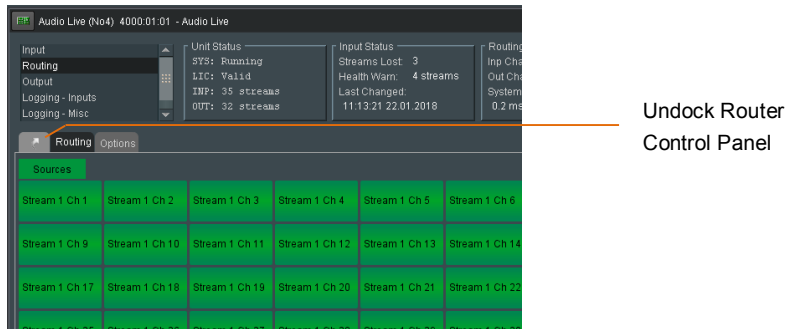 Audio Live (No4) 4000:01:01 - Audio Live
Input
Routing
Output
Logging - Inputs
Logging - Misc
Unit Status
SYS: Running
LIC: Valid
INP: 35 streams
OUT: 32 streams
Input Status
Streams Lost: 3
Health Warn: 4 streams
Last Changed:
11:13:21 22.01.2018
Routing
Inp Cha
Out Cha
System
0.2 ms
Undock Router
Control Panel
Routing Options
Sources
Stream 1 Ch 1 Stream 1 Ch 2 Stream 1 Ch 3 Stream 1 Ch 4 Stream 1 Ch 5 Stream 1 Ch 6
Stream 1 Ch 9 Stream 1 Ch 10 Stream 1 Ch 11 Stream 1 Ch 12 Stream 1 Ch 13 Stream 1 Ch 14
Stream 1 Ch 17 Stream 1 Ch 18 Stream 1 Ch 19 Stream 1 Ch 20 Stream 1 Ch 21 Stream 1 Ch 22